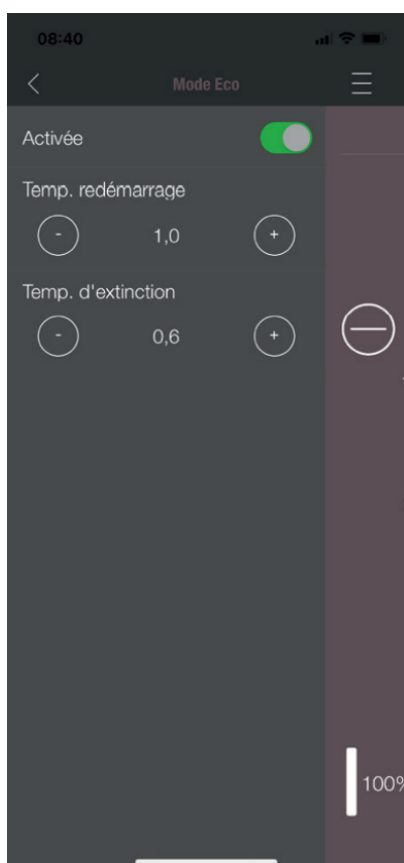 08:40
Mode Eco
Activée
Temp. redémarrage
- 1,0 +
Temp. d'extinction
- 0,6 +
100%